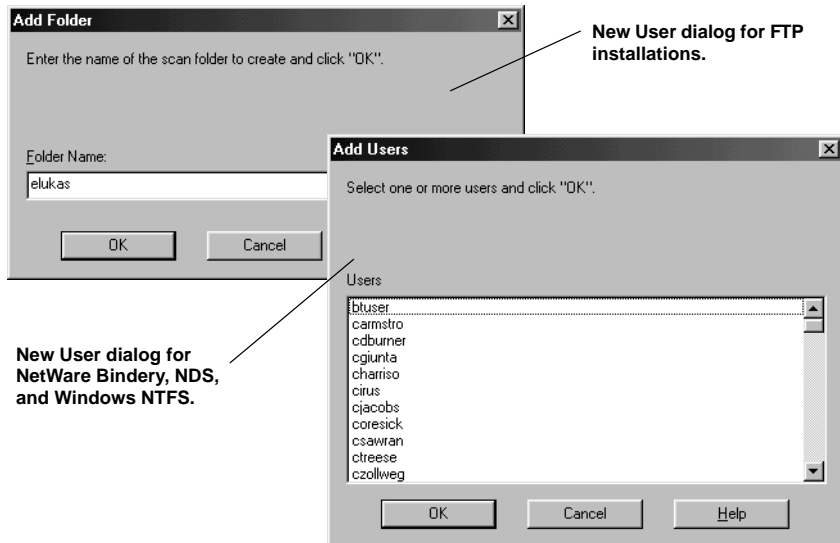 Add Folder
Enter the name of the scan folder to create and click "OK".
Folder Name:
elukas
OK Cancel
New User dialog for FTP
installations.
Add Users
Select one or more users and click "OK".
Users
btuser
carmstro
cdburner
cgiunta
charriso
cirus
cjacobs
coresick
csawran
ctreese
czollweg
OK Cancel Help
New User dialog for
NetWare Bindery, NDS,
and Windows NTFS.